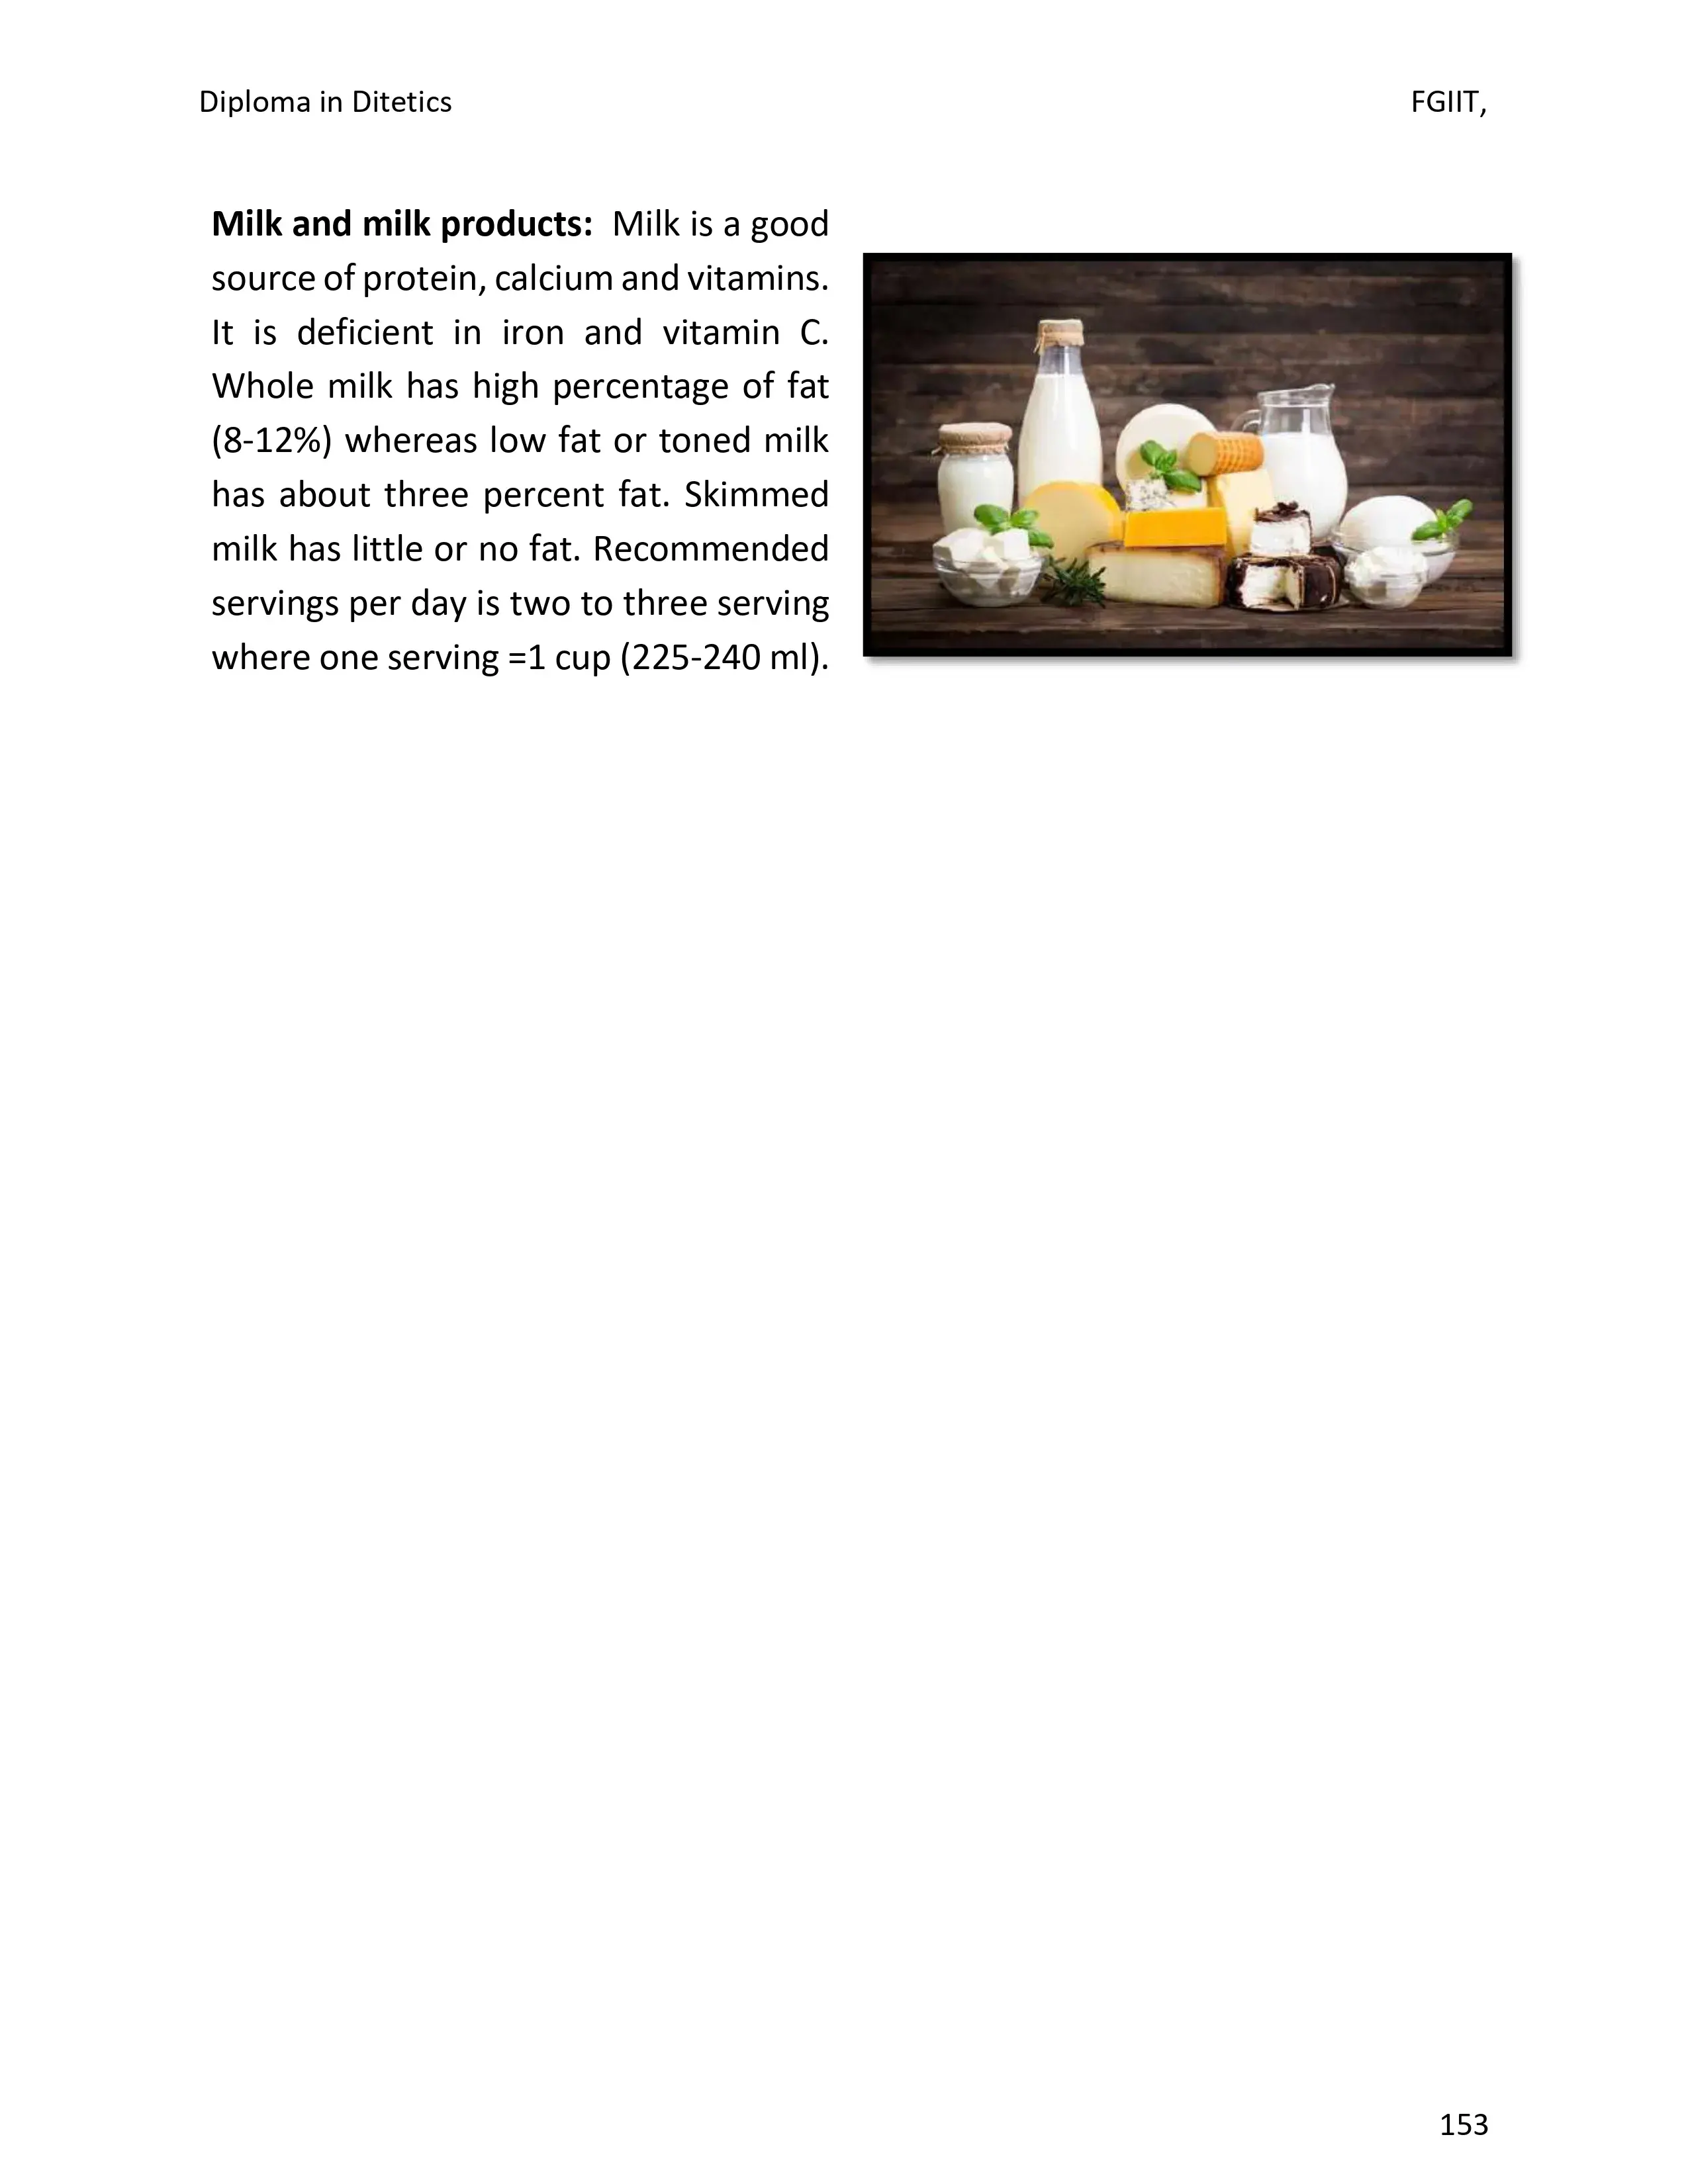 Diploma in Ditetics FGIIT,
Milk and milk products: Milk is a good
source of protein, calcium and vitamins.
It is deficient in iron and vitamin C.
Whole milk has high percentage of fat
(8-12%) whereas low fat or toned milk
has about three percent fat. Skimmed
milk has little or no fat. Recommended
servings per day is two to three serving
where one serving =1 cup (225-240 ml).
153